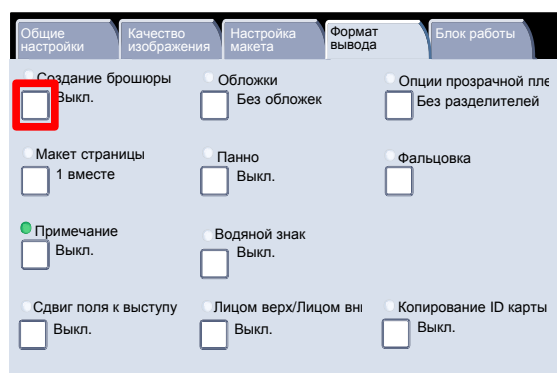 Общие настройки
Качество изображения
Настройка макета
Формат вывода
Блок работы
Создание брошюры
Выкл.
Обложки
Без обложек
Опции прозрачной пле
Без разделителей
Макет страницы
1 вместе
Панно
Выкл.
Фальцовка
Примечание
Выкл.
Водяной знак
Выкл.
Сдвиг поля к выступу
Выкл.
Лицом верх/Лицом вни
Выкл.
Копирование ID карты
Выкл.